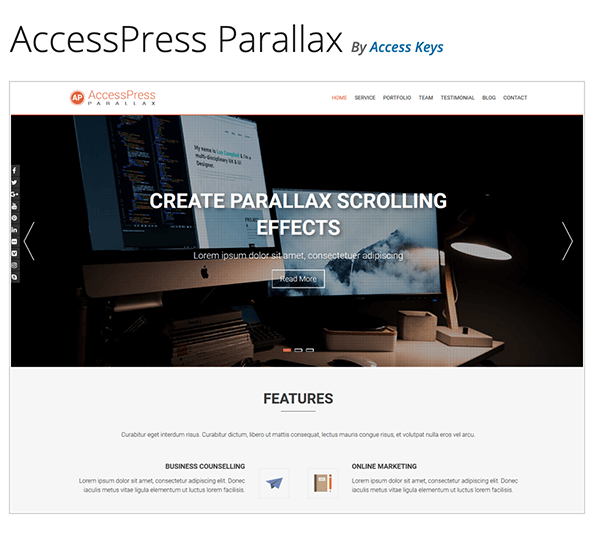 AccessPress Parallax By Access Keys
AP AccessPress
PARALLAX
HOME SERVICE PORTFOLIO TEAM TESTIMONIAL BLOG CONTACT
My name is Lua Campbell & I'm a
multi-disciplinary UX & UI
Designer.
CREATE PARALLAX SCROLLING
EFFECTS
Lorem ipsum dolor sit amet, consectetuer adipiscing
Read More
FEATURES
Curabitur eget interdum risus. Curabitur dictum, libero ut mattis consequat, lectus mauris congue risus, et volutpat nulla eros vel arcu.
BUSINESS COUNSELLING
Lorem ipsum dolor sit amet, consectetur adipiscing elit. Donec
iaculis metus vitae ligula elementum ut luctus lorem facilisis.
ONLINE MARKETING
Lorem ipsum dolor sit amet, consectetur adipiscing elit. Donec
iaculis metus vitae ligula elementum ut luctus lorem facilisis.